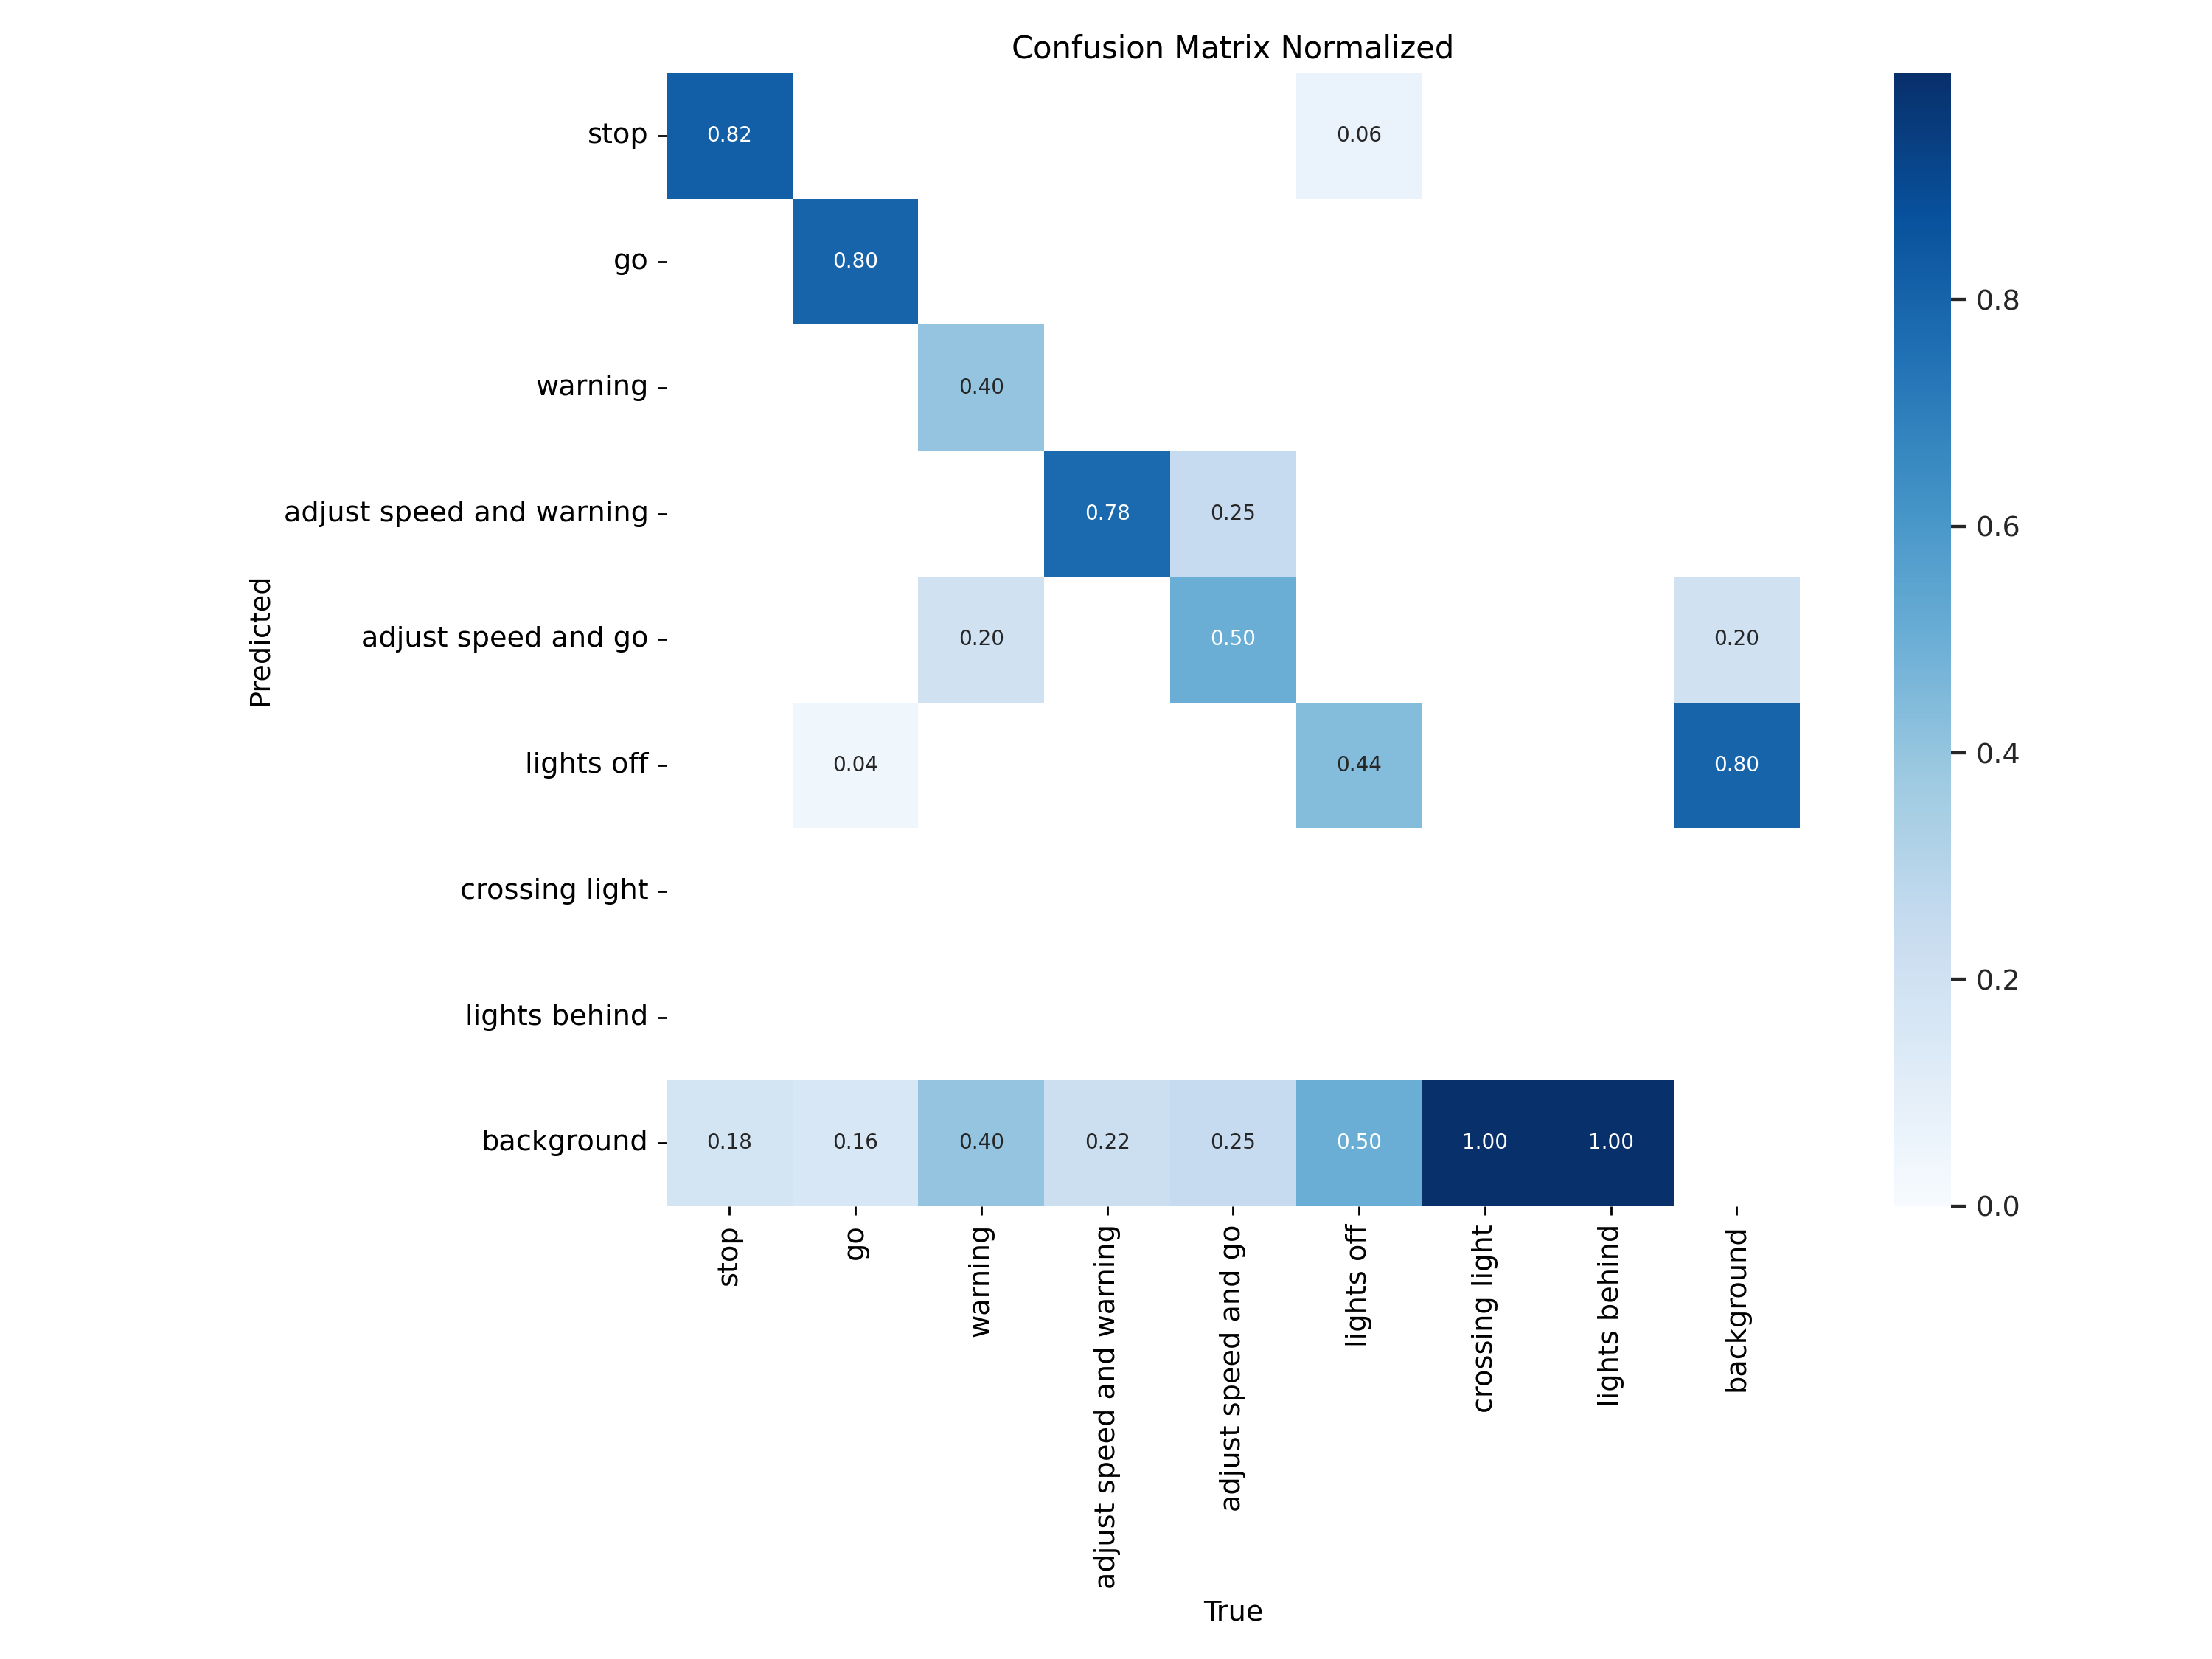 Confusion Matrix Normalized
stop
0.82
0.06
go
0.80
0.8
warning
0.40
adjust speed and warning
0.78
0.25
0.6
Predicted
adjust speed and go
0.20
0.50
0.20
lights off
0.04
0.44
0.80
0.4
crossing light
lights behind
0.2
background
0.18
0.16
0.40
0.22
0.25
0.50
1.00
1.00
0.0
stop
go
warning
adjust speed and warning
adjust speed and go
lights off
crossing light
lights behind
background
True